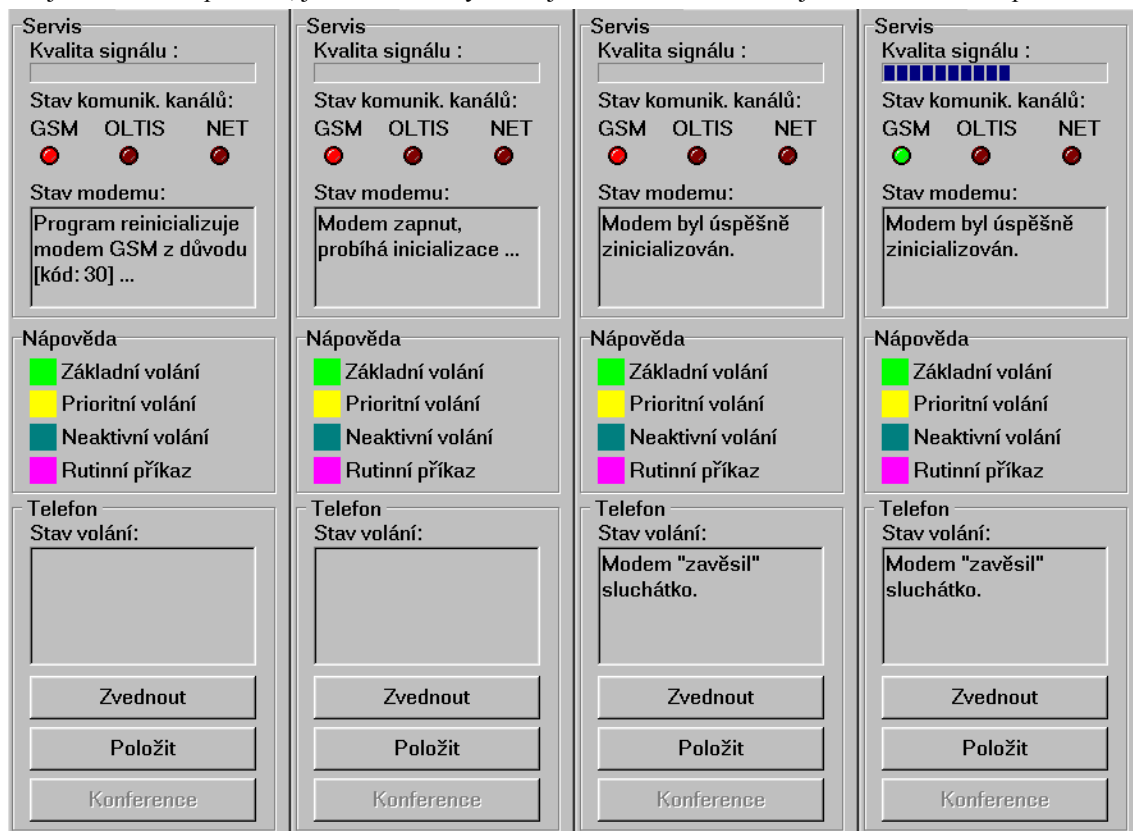 Servis
Kvalita signálu :
Stav komunik. kanálů:
GSM OLTIS NET
Stav modemu:
Program reinicializuje
modem GSM z důvodu
[kód: 30] ...
Nápověda
Základní volání
Prioritní volání
Neaktivní volání
Rutinní příkaz
Telefon
Stav volání:
Zvednout
Položit
Konference
Servis
Kvalita signálu :
Stav komunik. kanálů:
GSM OLTIS NET
Stav modemu:
Modem zapnut,
probíhá inicializace ...
Nápověda
Základní volání
Prioritní volání
Neaktivní volání
Rutinní příkaz
Telefon
Stav volání:
Zvednout
Položit
Konference
Servis
Kvalita signálu :
Stav komunik. kanálů:
GSM OLTIS NET
Stav modemu:
Modem byl úspěšně
zinicializován.
Nápověda
Základní volání
Prioritní volání
Neaktivní volání
Rutinní příkaz
Telefon
Stav volání:
Modem "zavěsil"
sluchátko.
Zvednout
Položit
Konference
Servis
Kvalita signálu :
Stav komunik. kanálů:
GSM OLTIS NET
Stav modemu:
Modem byl úspěšně
zinicializován.
Nápověda
Základní volání
Prioritní volání
Neaktivní volání
Rutinní příkaz
Telefon
Stav volání:
Modem "zavěsil"
sluchátko.
Zvednout
Položit
Konference